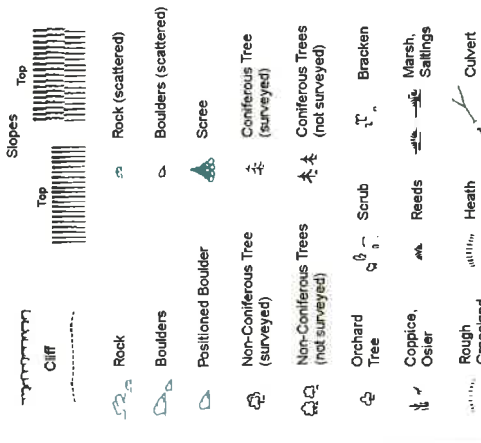 Slopes
Top
Top
Cliff
Rock
Rock (scattered)
Boulders
Boulders (scattered)
Positioned Boulder
Scree
Non-Coniferous Tree
(surveyed)
Coniferous Tree
(surveyed)
Non-Coniferous Trees
(not surveyed)
Coniferous Trees
(not surveyed)
Orchard
Tree
Scrub
Bracken
Coppice,
Osier
Reeds
Marsh,
Saltings
Rough
Grassland
Heath
Culvert